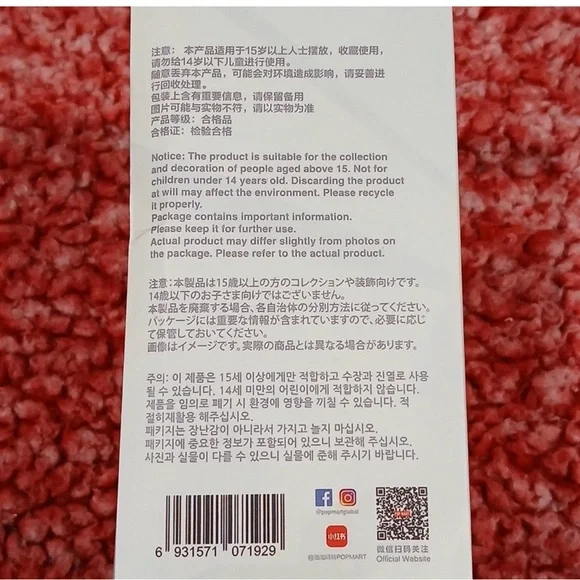 注意： 本产品适用于15岁以上人士摆放，收藏使用，
请勿给14岁以下儿童进行使用。
随意丢弃本产品，可能会对环境造成影响，请妥善进
行回收处理。
包装上含有重要信息，请保留备用
图片可能与实物不符，请以实物为准
产品等级：合格品
合格证：检验合格
Notice: The product is suitable for the collection
and decoration of people aged above 15. Not for
children under 14 years old. Discarding the product
at will may affect the environment. Please recycle
it properly.
Package contains important information.
Please keep it for further use.
Actual product may differ slightly from photos on
the package. Please refer to the actual product.
注意：本製品は15歳以上の方のコレクションや装飾向けです。
14歳以下のお子さま向けではございません。
本製品を廃棄する場合、各自治体の分別方法に従ってください。
パッケージには重要な情報が含まれていますので、必要に応じ
て保管しておいてください。
画像はイメージです。実際の商品とは異なる場合があります。
주의: 이 제품은 15세 이상에게만 적합하고 수장과 진열로 사용
될 수 있습니다. 14세 미만의 어린이에게 적합하지 않습니다.
제품을 임의로 폐기 시 환경에 영향을 끼칠 수 있습니다. 적
절히재활용 해주십시오.
패키지는 장난감이 아니라서 가지고 놀지 마십시오.
패키지에 중요한 정보가 포함되어 있으니 보관해 주십시오.
사진과 실물이 다를 수 있으니 실물에 준해 주시기 바랍니다.
@popmartglobal
小红书
@泡泡玛特POPMART
微信扫码关注
Official Website
6 931571 071929